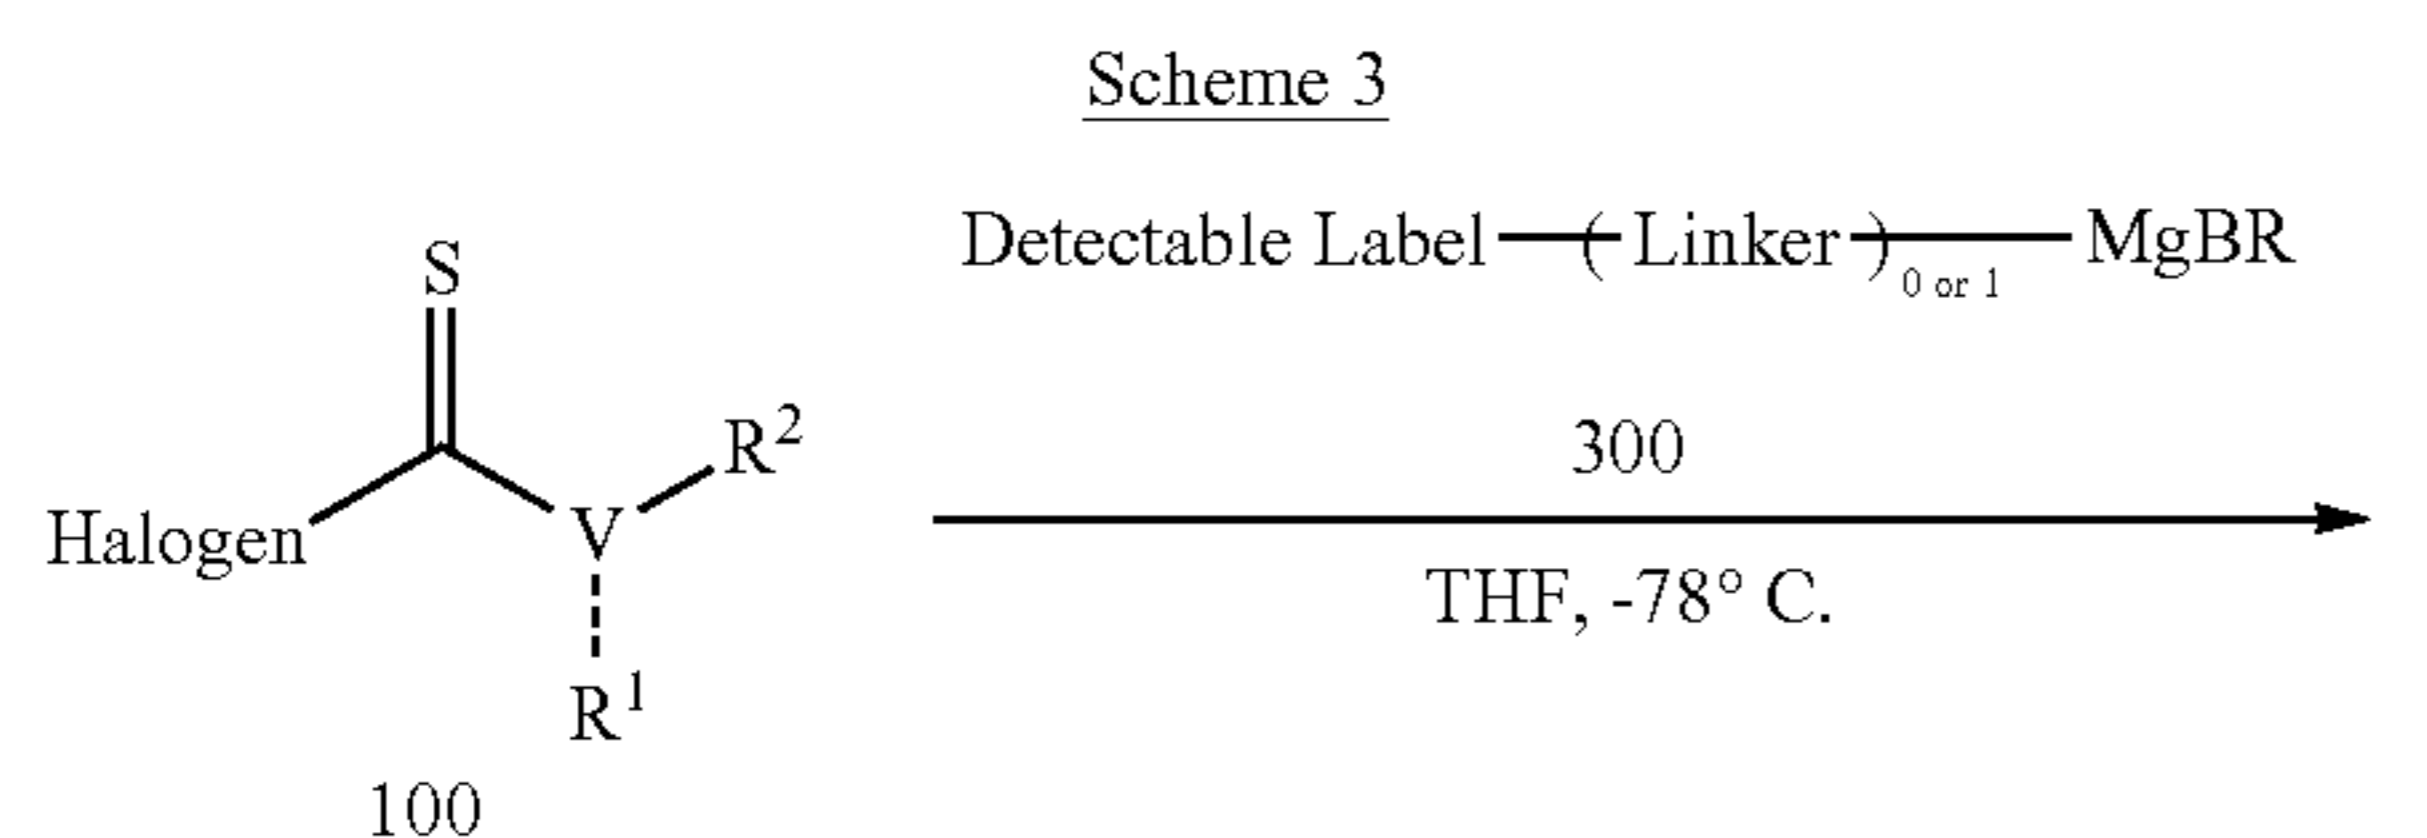 Scheme 3
Detectable Label—(Linker)0 or 1—MgBR
S
R2
300
Halogen
V
THF, -78° C.
R1
100